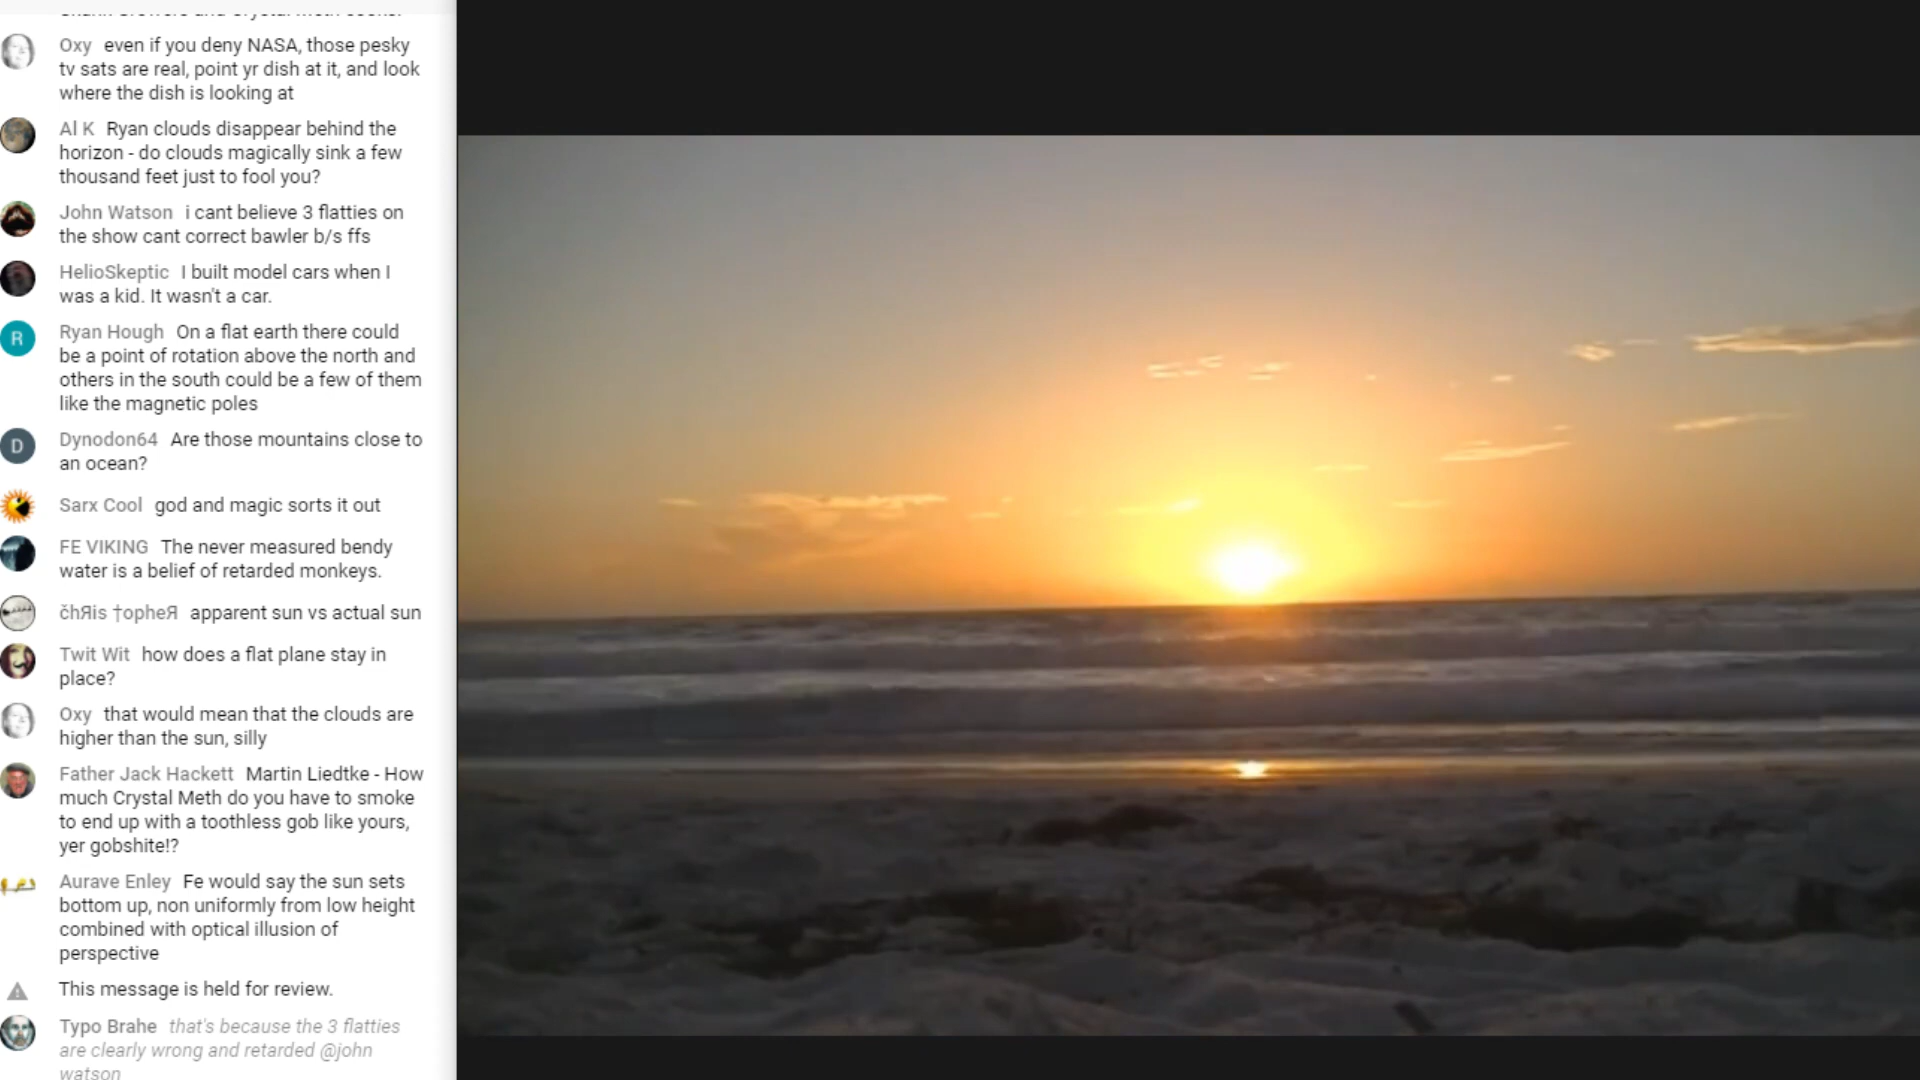 Oxy even if you deny NASA, those pesky
tv sats are real, point yr dish at it, and look
where the dish is looking at
Al K Ryan clouds disappear behind the
horizon - do clouds magically sink a few
thousand feet just to fool you?
John Watson i cant believe 3 flatties on
the show cant correct bawler b/s ffs
HelioSkeptic I built model cars when I
was a kid. It wasn't a car.
R
Ryan Hough On a flat earth there could
be a point of rotation above the north and
others in the south could be a few of them
like the magnetic poles
D
Dynodon64 Are those mountains close to
an ocean?
Sarx Cool god and magic sorts it out
FE VIKING The never measured bendy
water is a belief of retarded monkeys.
čhЯis †opheЯ apparent sun vs actual sun
Twit Wit how does a flat plane stay in
place?
Oxy that would mean that the clouds are
higher than the sun, silly
Father Jack Hackett Martin Liedtke - How
much Crystal Meth do you have to smoke
to end up with a toothless gob like yours,
yer gobshite!?
Aurave Enley Fe would say the sun sets
bottom up, non uniformly from low height
combined with optical illusion of
perspective
This message is held for review.
Typo Brahe that's because the 3 flatties
are clearly wrong and retarded @john
watson